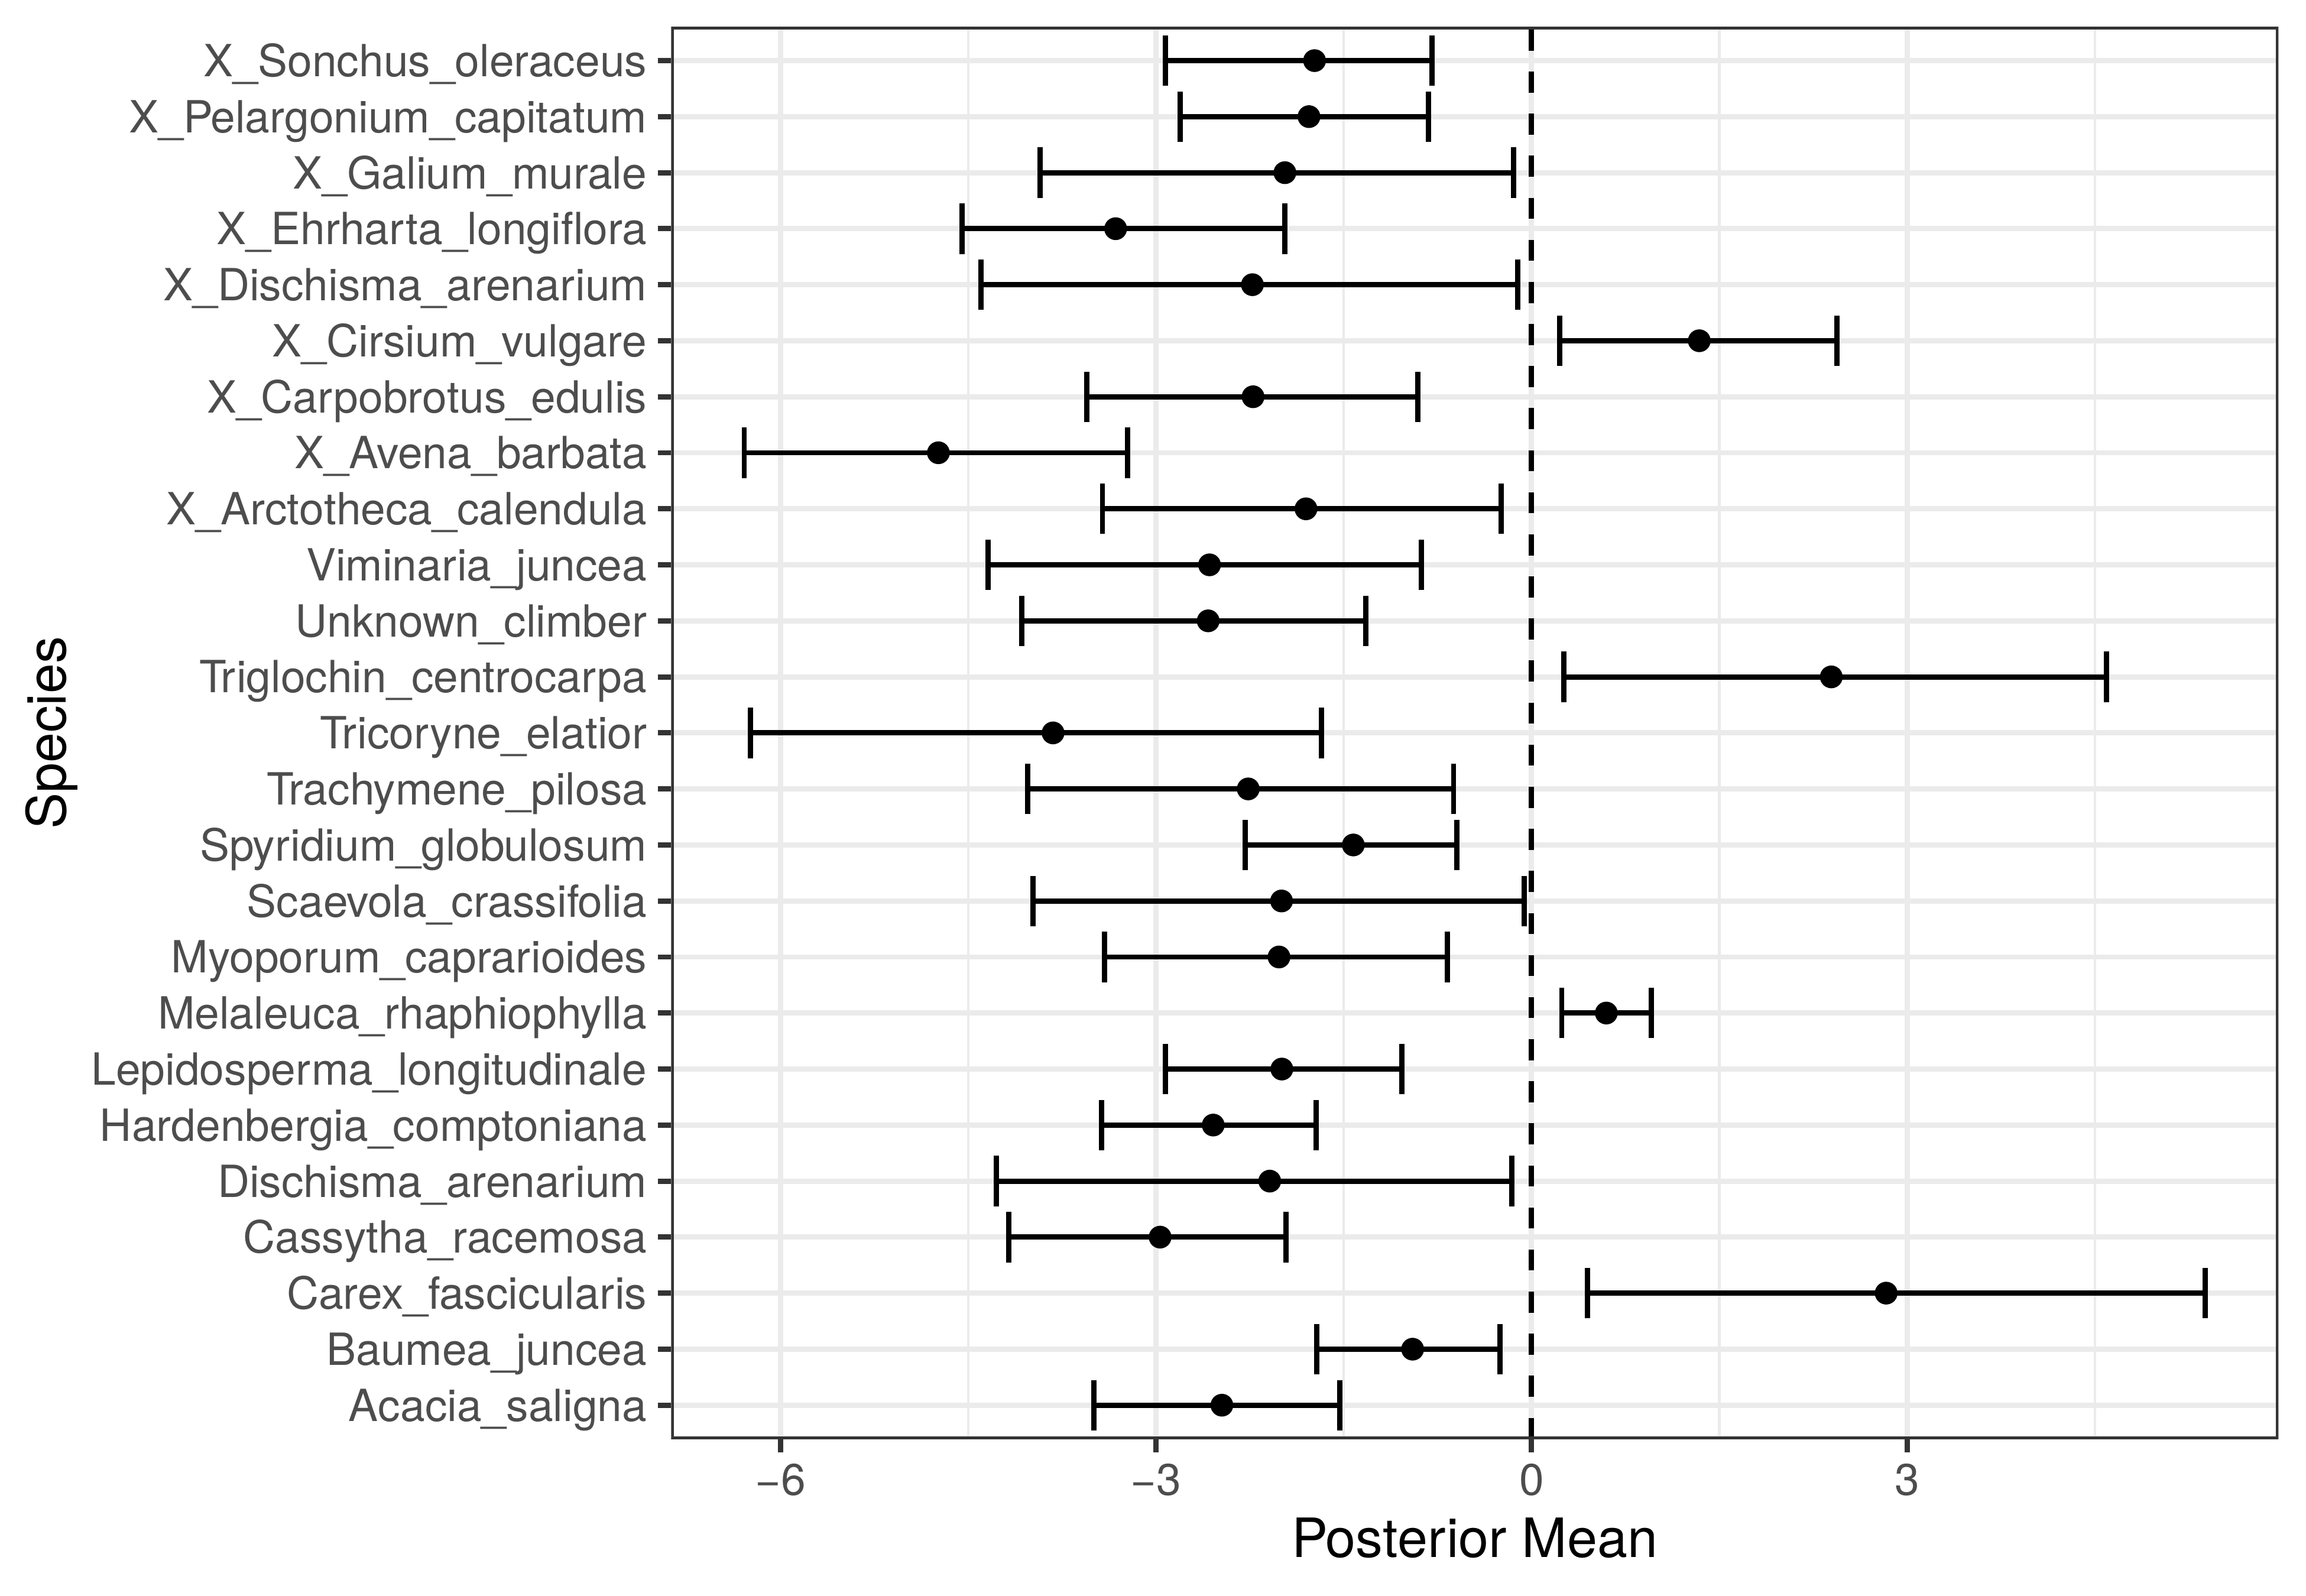 X_Sonchus_oleraceus
X_Pelargonium_capitatum
X_Galium_murale
X_Ehrharta_longiflora
X_Dischisma_arenarium
X_Cirsium_vulgare
X_Carpobrotus_edulis
X_Avena_barbata
X_Arctotheca_calendula
Viminaria_juncea
Unknown_climber
Triglochin_centrocarpa
Tricoryne_elatior
Trachymene_pilosa
Spyridium_globulosum
Scaevola_crassifolia
Myoporum_caprarioides
Melaleuca_rhaphiophylla
Lepidosperma_longitudinale
Hardenbergia_comptoniana
Dischisma_arenarium
Cassytha_racemosa
Carex_fascicularis
Baumea_juncea
Acacia_saligna
Species
−6 −3 0 3
Posterior Mean